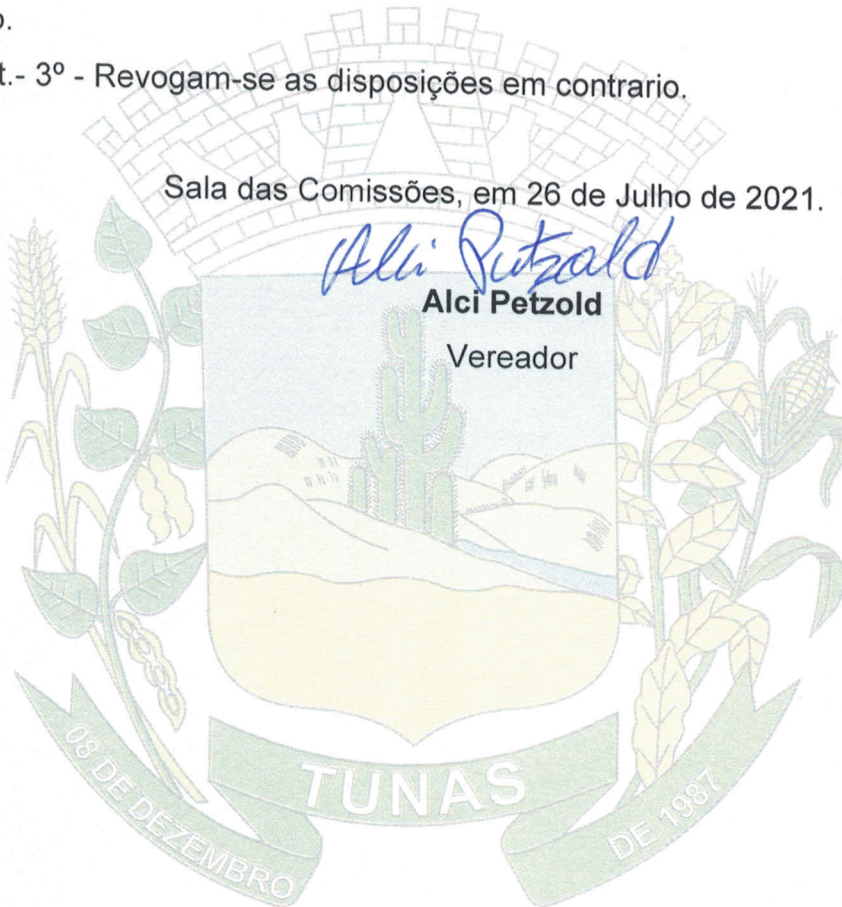 o.
t.- 3º - Revogam-se as disposições em contrario.
Sala das Comissões, em 26 de Julho de 2021.
Alci Petzold
Alci Petzold
Vereador
TUNAS
08 DE DEZEMBRO
DE 1987